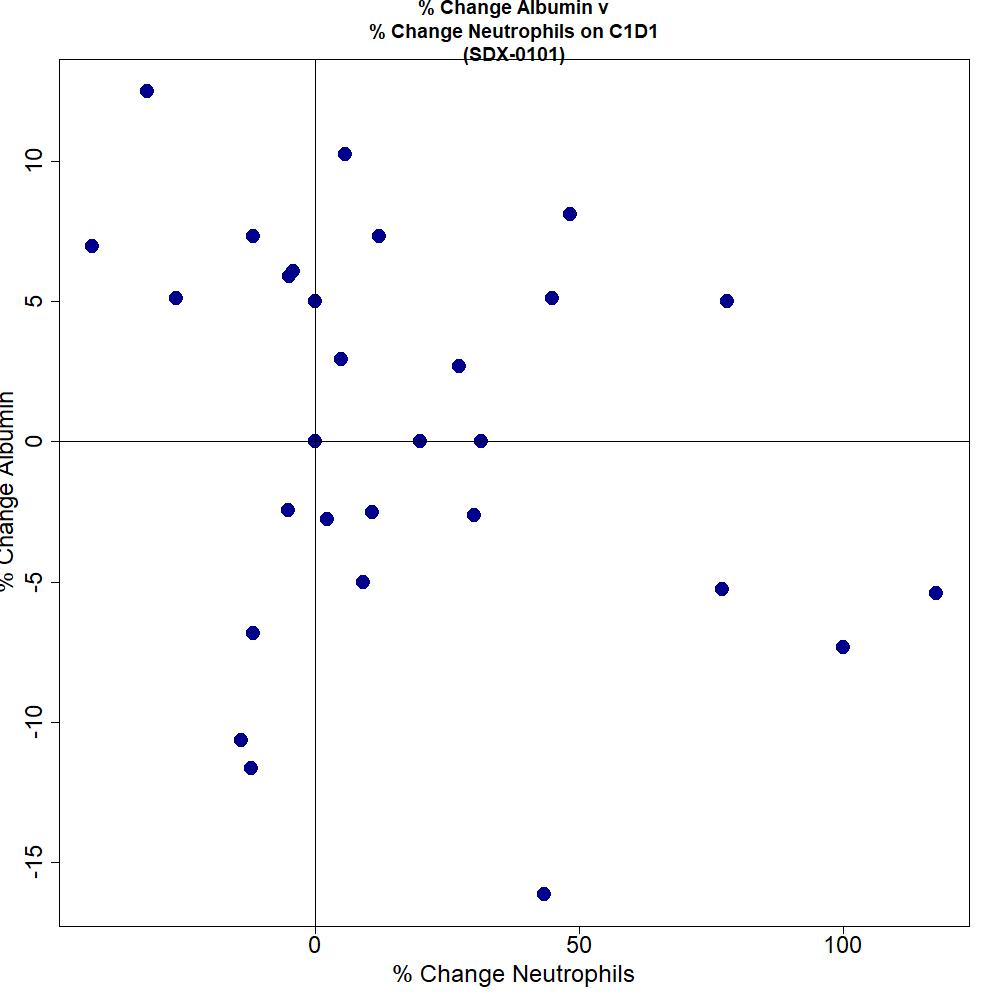 % Change Albumin v
% Change Neutrophils on C1D1
(SDX-0101)
% Change Albumin
10
5
0
-5
-10
-15
0 50 100
% Change Neutrophils